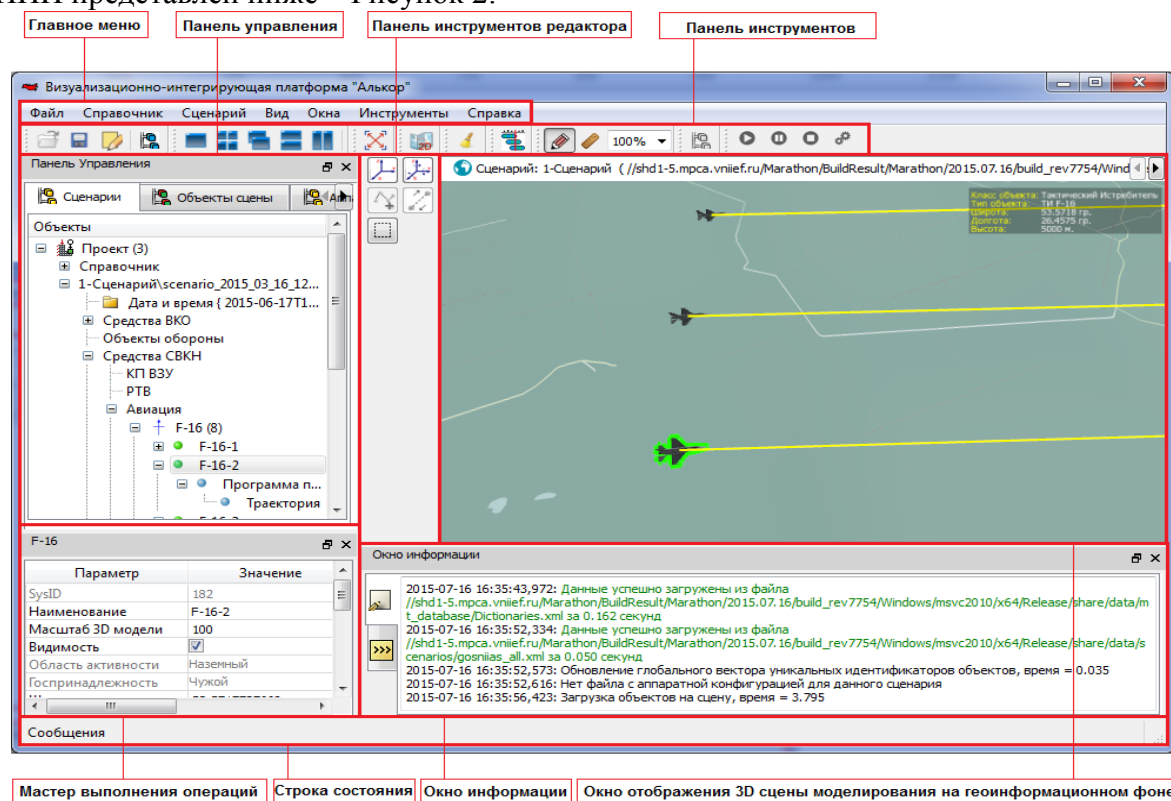 представлен ниже – Рисунок 2.
Главное меню
Панель управления
Панель инструментов редактора
Панель инструментов
Визуализационно-интегрирующая платформа "Алькор"
Файл Справочник Сценарий Вид Окна Инструменты Справка
2D
100%
Панель Управления
Сценарии
Объекты сцены
Сценарий: 1-Сценарий ( //shd1-5.mpca.vniief.ru/Marathon/BuildResult/Marathon/2015.07.16/build_rev7754/Wind
Класс объекта: Тактический Истребитель
Тип объекта: ТИ F-16
Широта: 53.5718 гр.
Долгота: 26.4575 гр.
Высота: 5000 м.
Объекты
Проект (3)
Справочник
1-Сценарий\scenario_2015_03_16_12...
Дата и время { 2015-06-17T1...
Средства ВКО
Объекты обороны
Средства СВКН
КП ВЗУ
РТВ
Авиация
F-16 (8)
F-16-1
F-16-2
Программа п...
Траектория
F-16
Параметр Значение
SysID 182
Наименование F-16-2
Масштаб 3D модели 100
Видимость
Область активности Наземный
Госпринадлежность Чужой
Окно информации
2015-07-16 16:35:43,972: Данные успешно загружены из файла
//shd1-5.mpca.vniief.ru/Marathon/BuildResult/Marathon/2015.07.16/build_rev7754/Windows/msvc2010/x64/Release/share/data/m
t_database/Dictionaries.xml за 0.162 секунд
2015-07-16 16:35:52,334: Данные успешно загружены из файла
//shd1-5.mpca.vniief.ru/Marathon/BuildResult/Marathon/2015.07.16/build_rev7754/Windows/msvc2010/x64/Release/share/data/s
cenarios/gosniias_all.xml за 0.050 секунд
2015-07-16 16:35:52,573: Обновление глобального вектора уникальных идентификаторов объектов, время = 0.035
2015-07-16 16:35:52,616: Нет файла с аппаратной конфигурацией для данного сценария
2015-07-16 16:35:56,423: Загрузка объектов на сцену, время = 3.795
Сообщения
Мастер выполнения операций
Строка состояния
Окно информации
Окно отображения 3D сцены моделирования на геоинформационном фоне